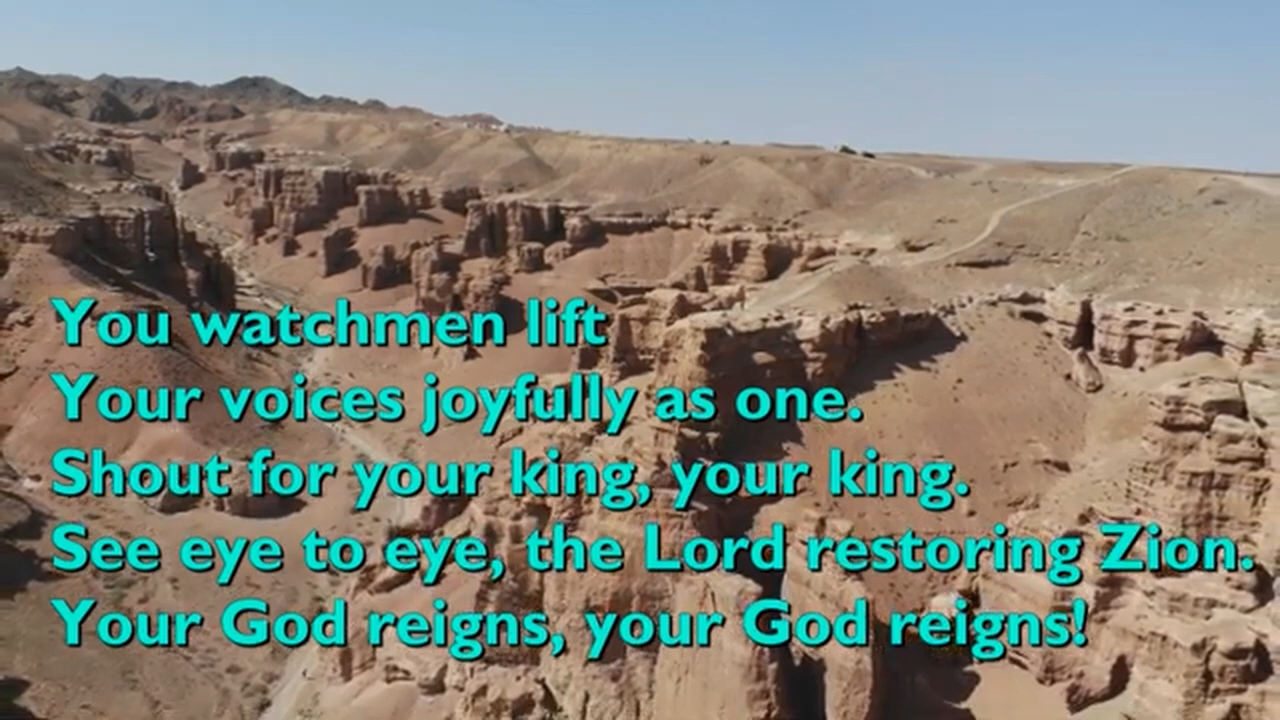 You watchmen lift
Your voices joyfully as one.
Shout for your king, your king.
See eye to eye, the Lord restoring Zion.
Your God reigns, your God reigns!